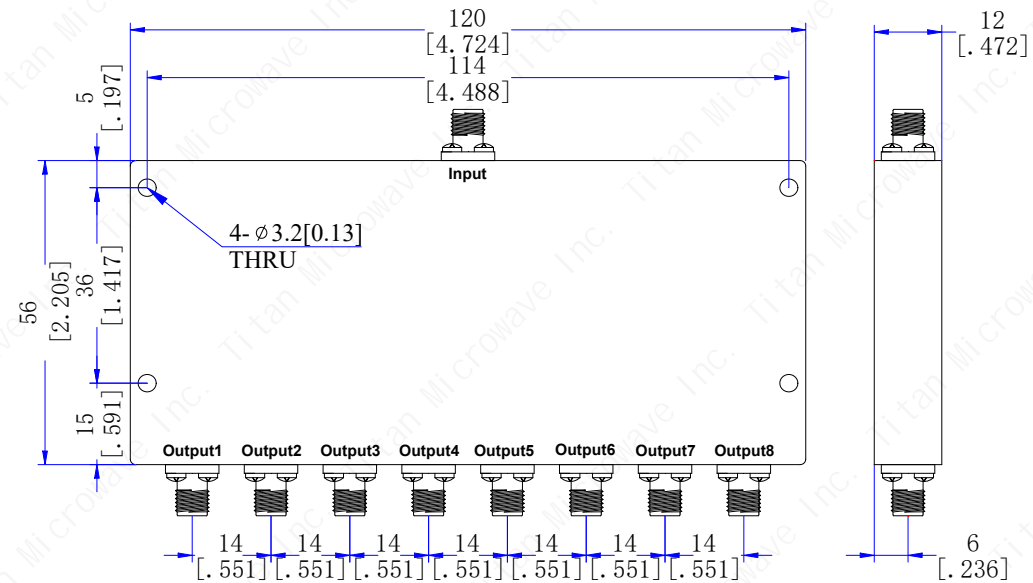 120
[4.724]
114
[4.488]
12
[.472]
5
[.197]
Input
4-⌀3.2[0.13]
THRU
56
[2.205]
36
[1.417]
15
[.591]
Output1 Output2 Output3 Output4 Output5 Output6 Output7 Output8
14 14 14 14 14 14 14
[.551] [.551] [.551] [.551] [.551] [.551] [.551]
6
[.236]
Titan Microwave Inc.